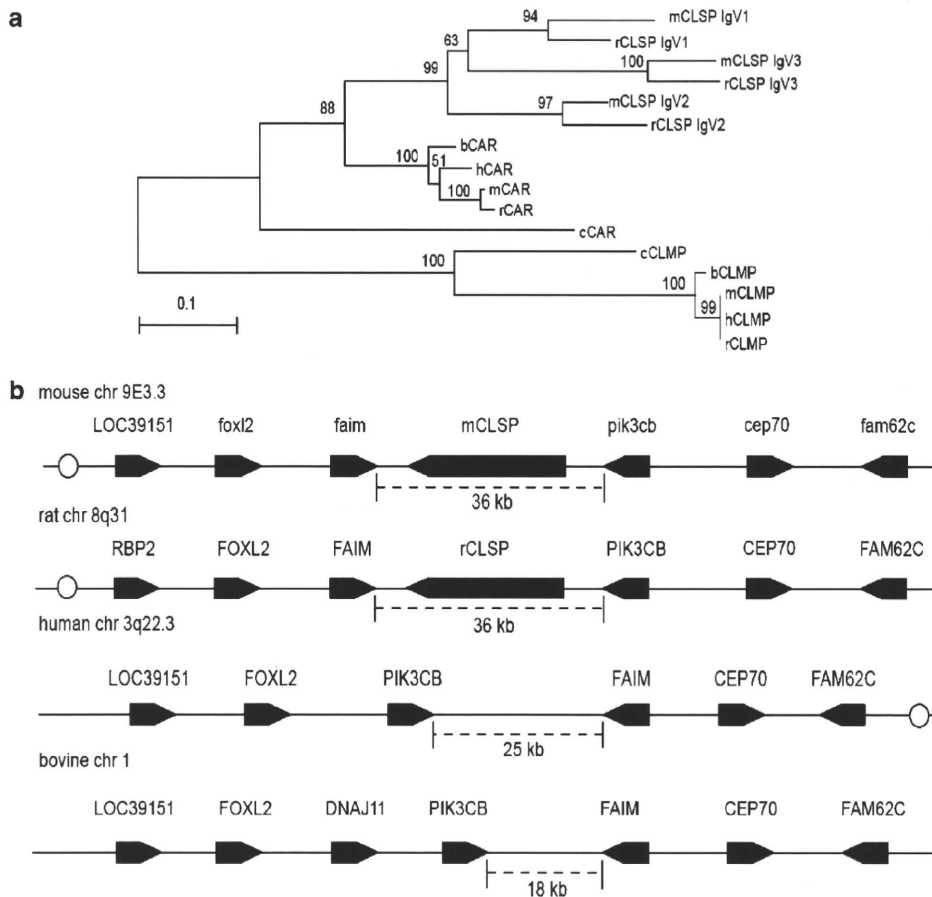 a
94
mCLSP IgV1
rCLSP IgV1
63
100
mCLSP IgV3
rCLSP IgV3
99
97
mCLSP IgV2
rCLSP IgV2
88
100
bCAR
51
hCAR
100
mCAR
rCAR
cCAR
100
cCLMP
100
bCLMP
mCLMP
99
hCLMP
rCLMP
0.1
b
mouse chr 9E3.3
LOC39151 foxl2 faim mCLSP pik3cb cep70 fam62c
36 kb
rat chr 8q31
RBP2 FOXL2 FAIM rCLSP PIK3CB CEP70 FAM62C
36 kb
human chr 3q22.3
LOC39151 FOXL2 PIK3CB FAIM CEP70 FAM62C
25 kb
bovine chr 1
LOC39151 FOXL2 DNAJ11 PIK3CB FAIM CEP70 FAM62C
18 kb